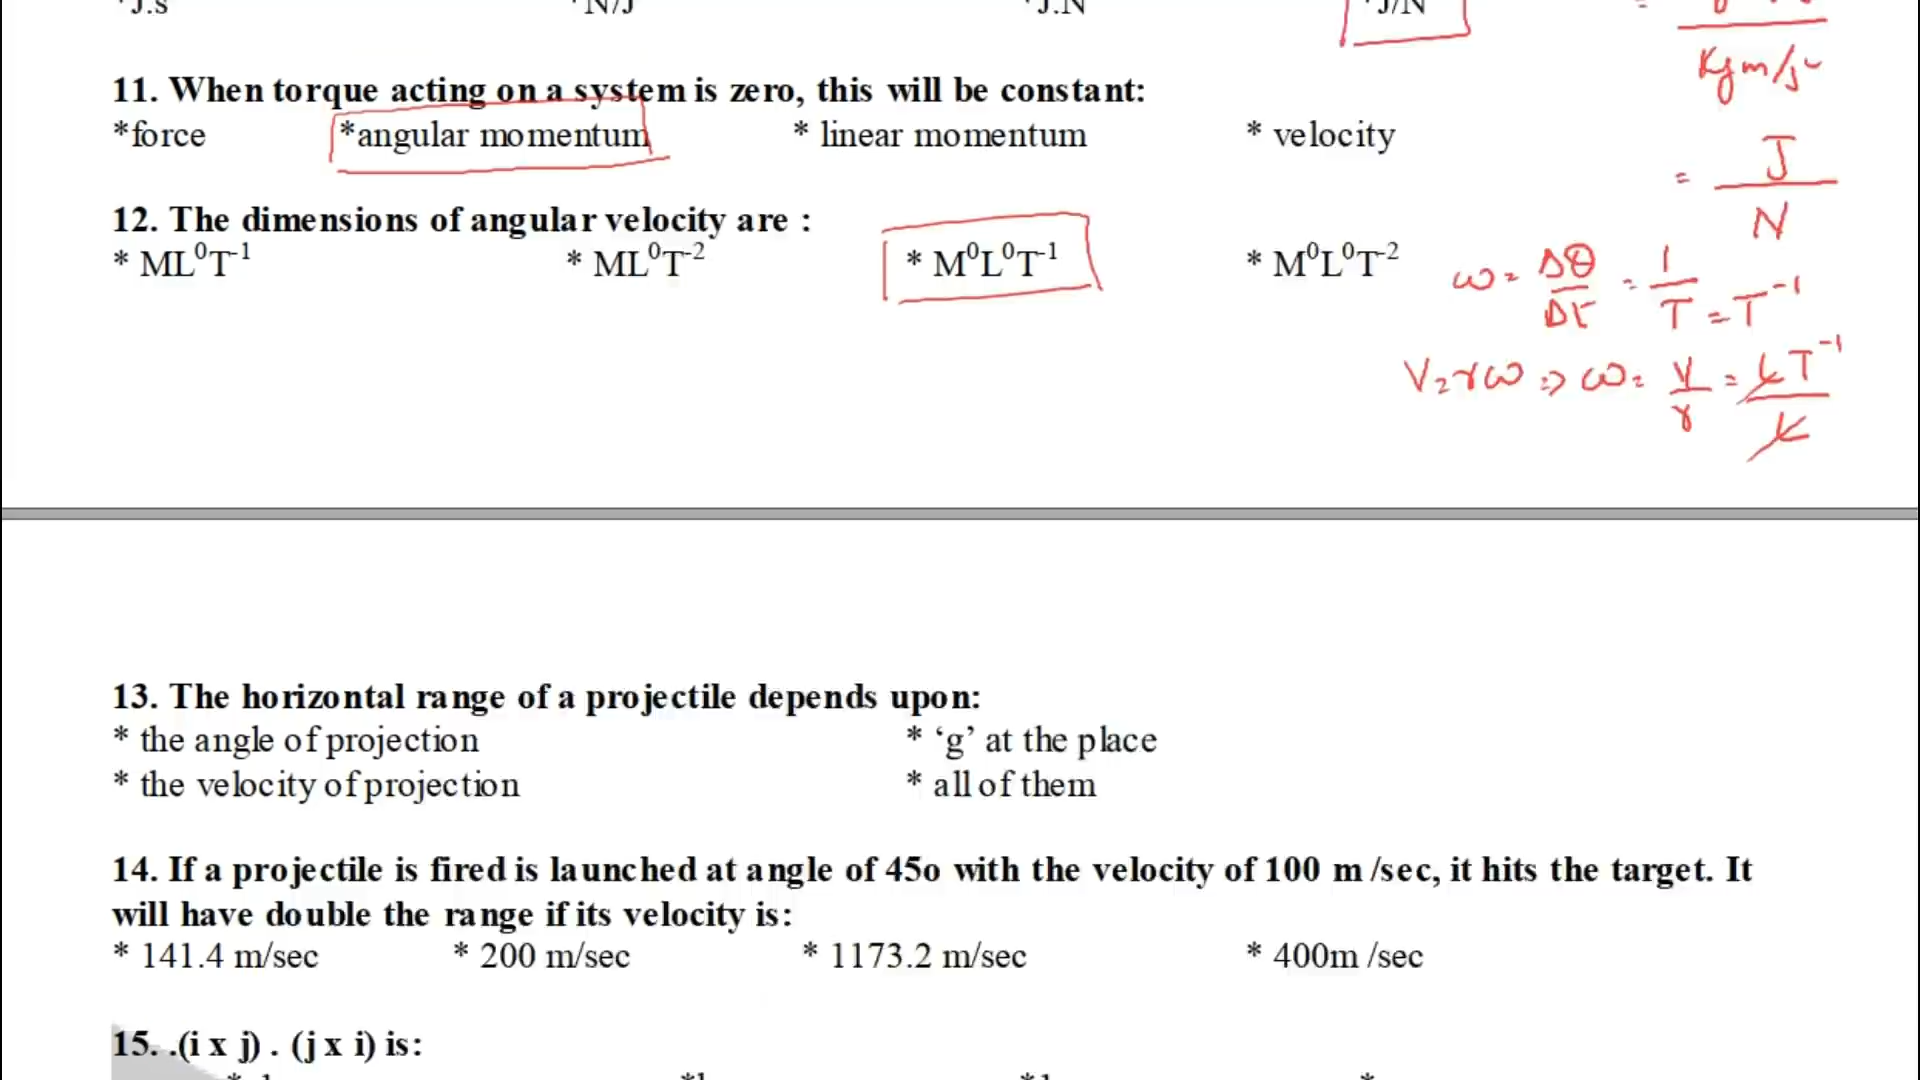 *J.s *N/J *J.N *J/N
Kgm/s²
11. When torque acting on a system is zero, this will be constant:
*force *angular momentum * linear momentum * velocity
= J/N
12. The dimensions of angular velocity are :
* ML⁰T⁻¹ * ML⁰T⁻² * M⁰L⁰T⁻¹ * M⁰L⁰T⁻²
ω = Δθ/Δt = 1/T = T⁻¹
V = rω => ω = V/r = LT⁻¹/L
13. The horizontal range of a projectile depends upon:
* the angle of projection * ‘g’ at the place
* the velocity of projection * all of them
14. If a projectile is fired is launched at angle of 45o with the velocity of 100 m /sec, it hits the target. It
will have double the range if its velocity is:
* 141.4 m/sec * 200 m/sec * 1173.2 m/sec * 400m /sec
15. .(i x j) . (j x i) is: